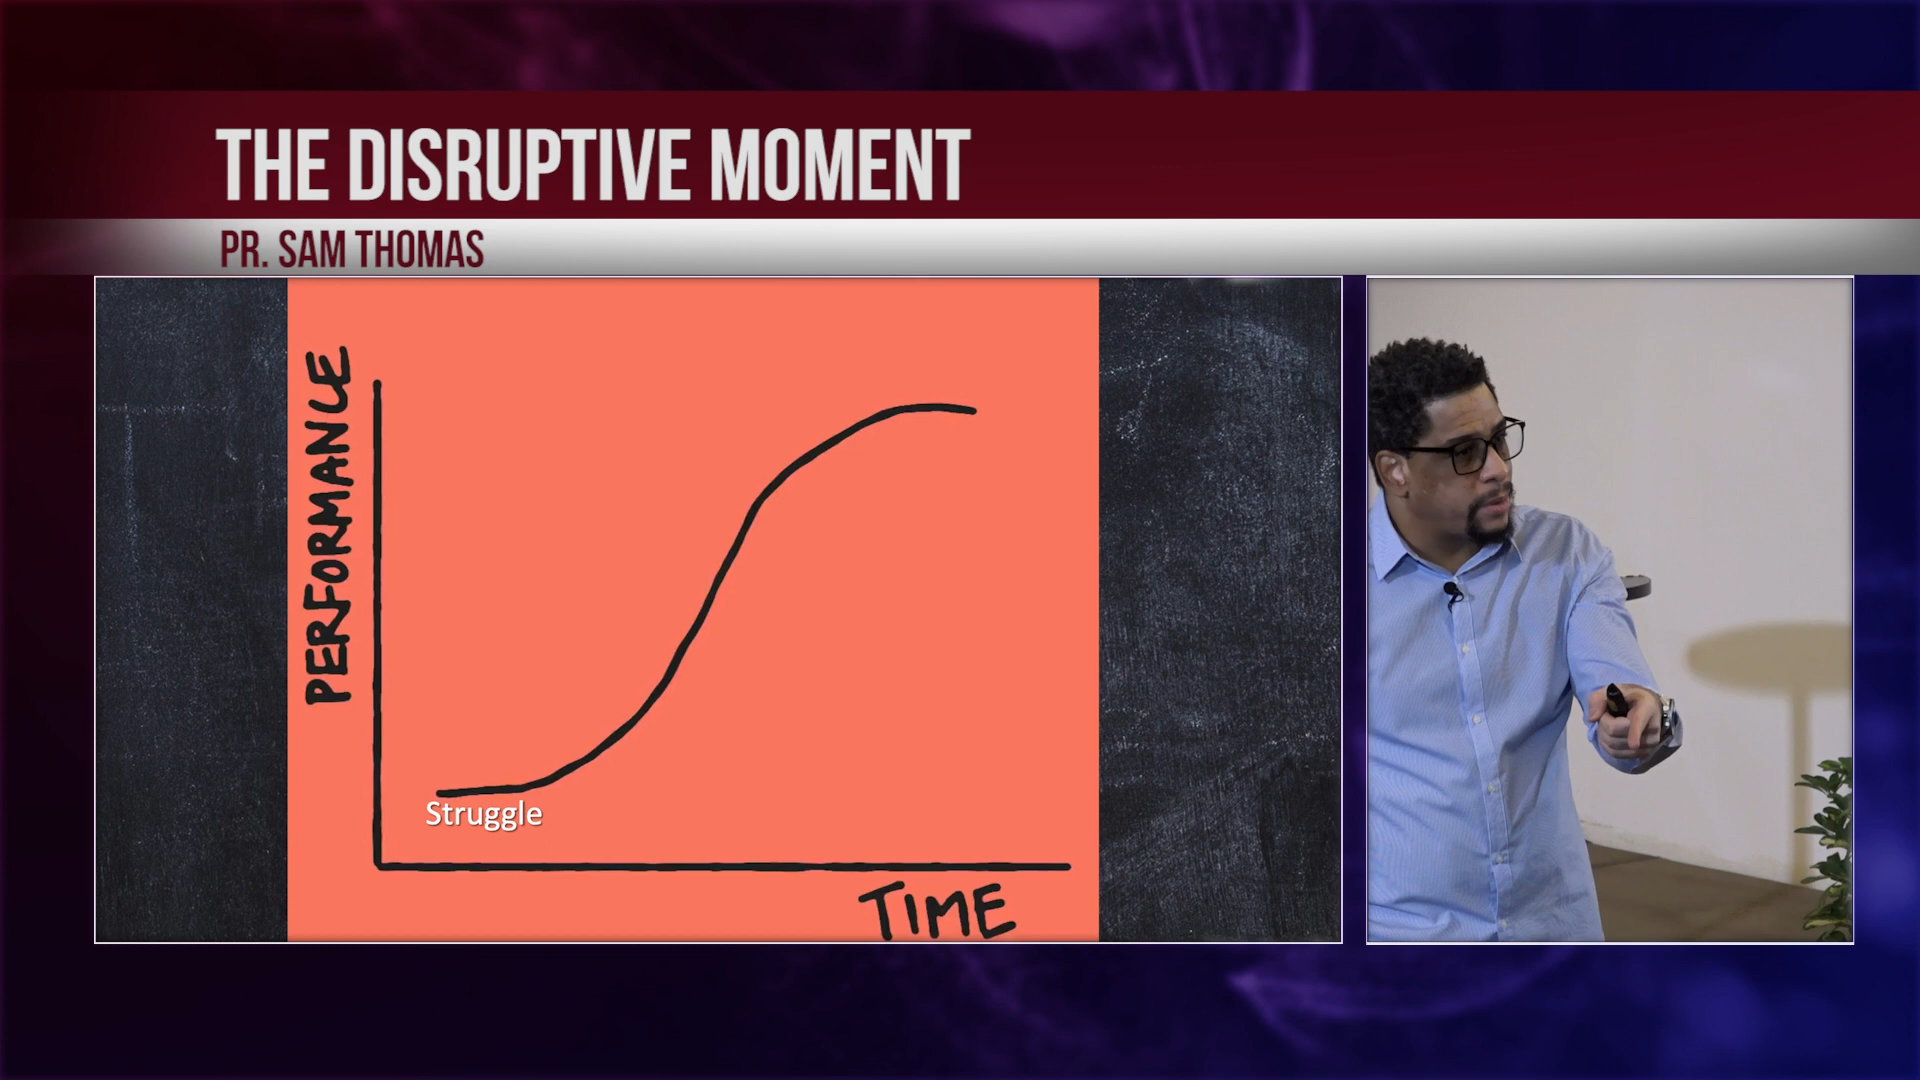 THE DISRUPTIVE MOMENT
PR. SAM THOMAS
PERFORMANCE
Struggle
TIME